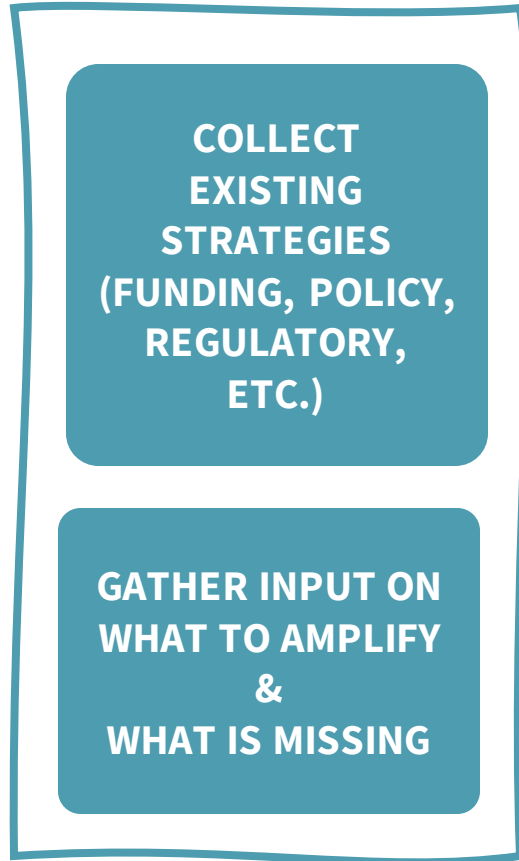 COLLECT
EXISTING
STRATEGIES
(FUNDING, POLICY,
REGULATORY,
ETC.)
GATHER INPUT ON
WHAT TO AMPLIFY
&
WHAT IS MISSING